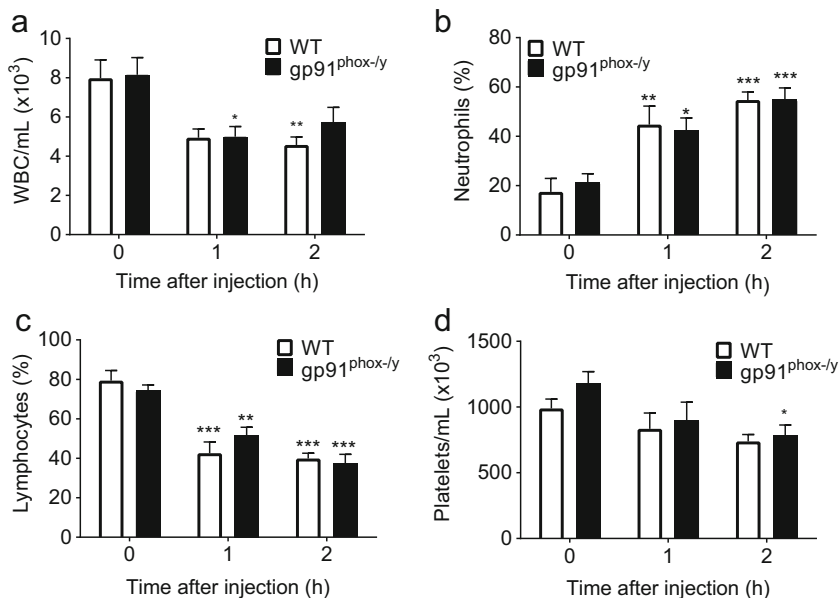 a
WBC/mL (x10³)
10
8
6
4
2
0
WT
gp91phox-/y
*
**
0 1 2
Time after injection (h)
b
Neutrophils (%)
80
60
40
20
0
WT
gp91phox-/y
** * *** ***
0 1 2
Time after injection (h)
c
Lymphocytes (%)
100
80
60
40
20
0
WT
gp91phox-/y
*** ** *** ***
0 1 2
Time after injection (h)
d
Platelets/mL (x10³)
1500
1000
500
0
WT
gp91phox-/y
*
0 1 2
Time after injection (h)